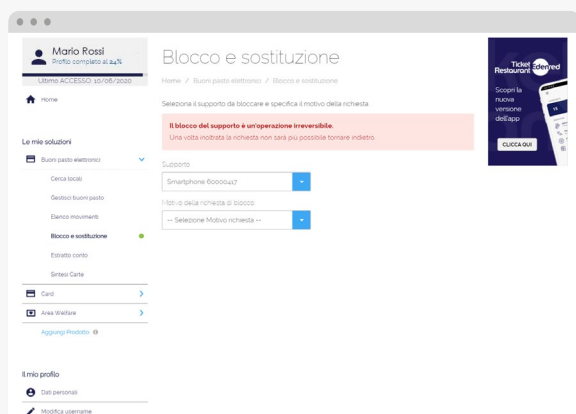 Mario Rossi
Profilo completo al 24%
Ultimo ACCESSO: 10/06/2020
Home
Le mie soluzioni
Buoni pasto elettronici
Cerca locali
Gestisci buoni pasto
Elenco movimenti
Blocco e sostituzione
Estratto conto
Sintesi Carte
Card
Area Welfare
Aggiungi Prodotto
Il mio profilo
Dati personali
Modifica username
Blocco e sostituzione
Home / Buoni pasto elettronici / Blocco e sostituzione
Seleziona il supporto da bloccare e specifica il motivo della richiesta
Il blocco del supporto è un'operazione irreversibile.
Una volta inoltrata la richiesta non sarà più possibile tornare indietro.
Supporto
Smartphone 60000417
Motivo della richiesta di blocco
-- Selezione Motivo richiesta --
Ticket
Restaurant Edenred
Scopri la
nuova
versione
dell'app
CLICCA QUI